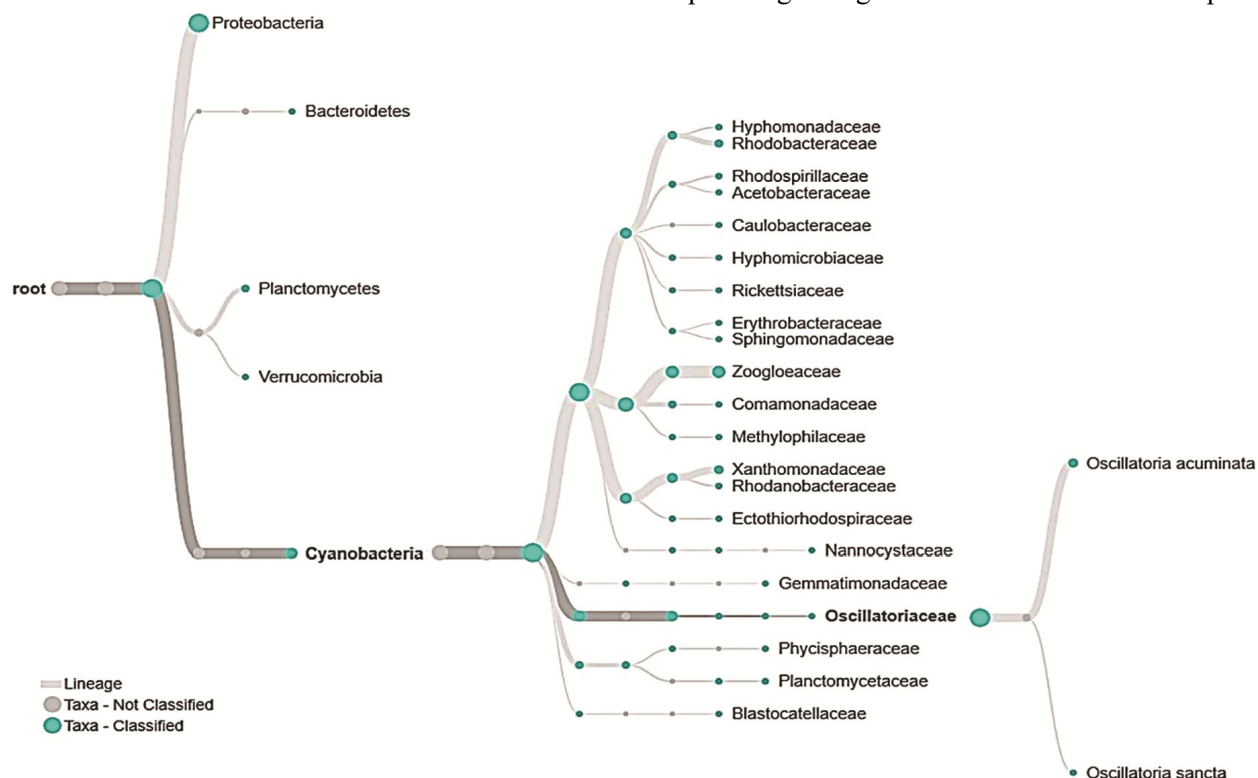 Proteobacteria
Bacteroidetes
root
Planctomycetes
Verrucomicrobia
Cyanobacteria
Hyphomonadaceae
Rhodobacteraceae
Rhodospirillaceae
Acetobacteraceae
Caulobacteraceae
Hyphomicrobiaceae
Rickettsiaceae
Erythrobacteraceae
Sphingomonadaceae
Zoogloeaceae
Comamonadaceae
Methylophilaceae
Xanthomonadaceae
Rhodanobacteraceae
Ectothiorhodospiraceae
Nannocystaceae
Gemmatimonadaceae
Oscillatoriaceae
Phycisphaeraceae
Planctomycetaceae
Blastocatellaceae
Oscillatoria acuminata
Oscillatoria sancta
Lineage
Taxa - Not Classified
Taxa - Classified